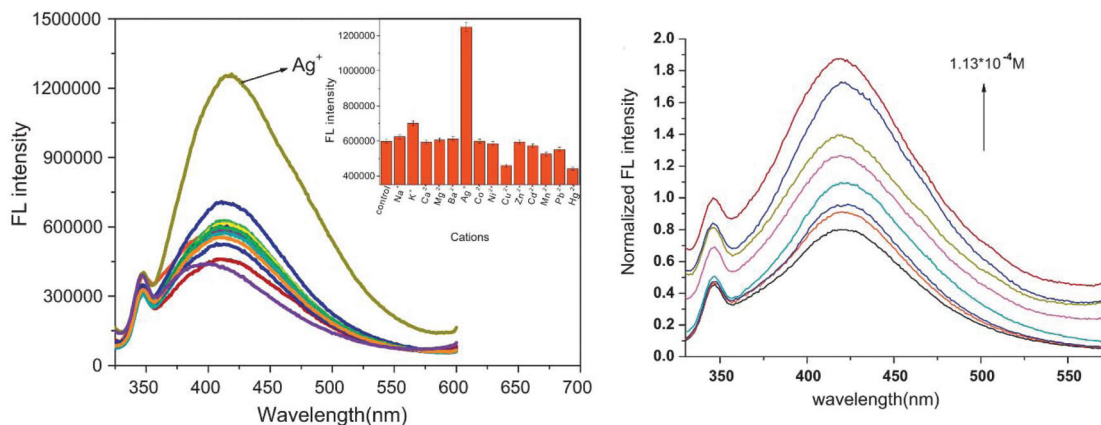 1500000
1200000
900000
600000
300000
0
FL intensity
350
400
450
500
550
600
650
700
Wavelength(nm)
Ag+
1200000
1000000
800000
600000
400000
FL intensity
control
Na+
K+
Ca2+
Mg2+
Ba2+
Ag+
Co2+
Ni2+
Cu2+
Zn2+
Cd2+
Mn2+
Pb2+
Hg2+
Cations
2.0
1.8
1.6
1.4
1.2
1.0
0.8
0.6
0.4
0.2
0.0
Normalized FL intensity
1.13*10-4M
350
400
450
500
550
wavelength(nm)